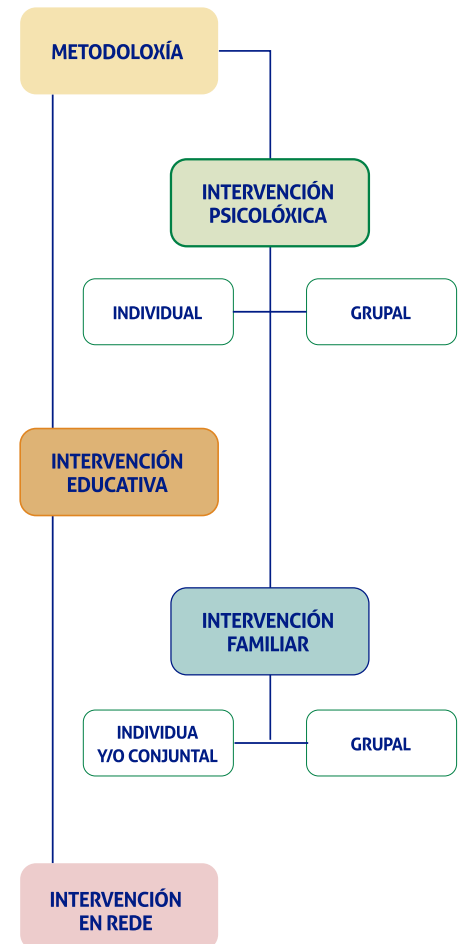 METODOLOXÍA
INTERVENCIÓN
PSICOLÓXICA
INDIVIDUAL
GRUPAL
INTERVENCIÓN
EDUCATIVA
INTERVENCIÓN
FAMILIAR
INDIVIDUA
Y/O CONJUNTAL
GRUPAL
INTERVENCIÓN
EN REDE